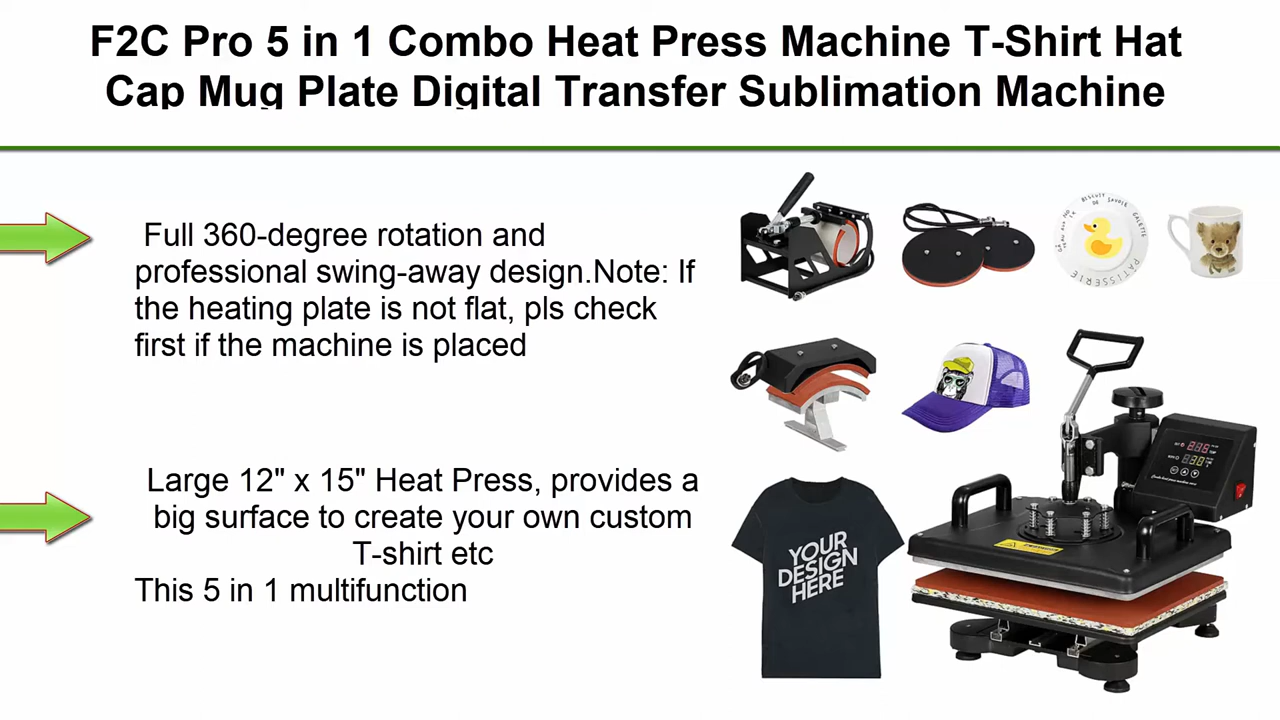 F2C Pro 5 in 1 Combo Heat Press Machine T-Shirt Hat
Cap Mug Plate Digital Transfer Sublimation Machine
Full 360-degree rotation and
professional swing-away design.Note: If
the heating plate is not flat, pls check
first if the machine is placed
Large 12" x 15" Heat Press, provides a
big surface to create your own custom
T-shirt etc
This 5 in 1 multifunction
YOUR
DESIGN
HERE
PATISSERIE